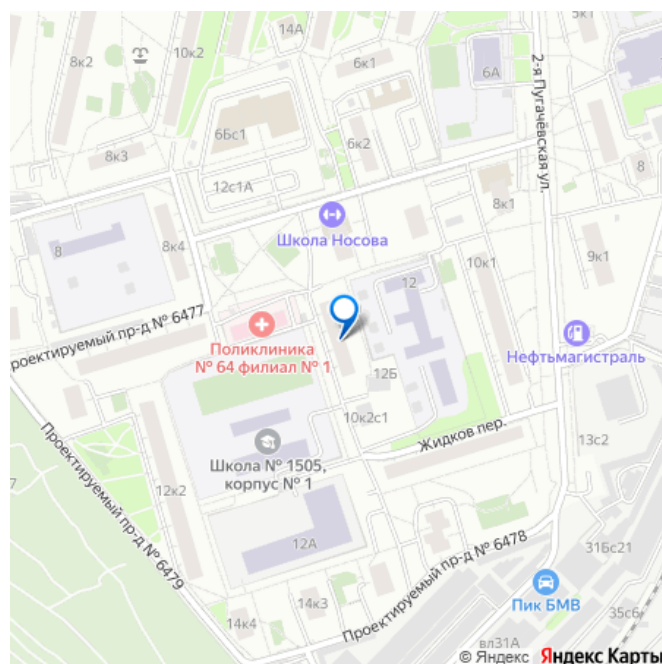 14А
5к1
10к2
8к2
6к1
6А
2-я Пугачёвская ул.
6Бс1
6к2
8к3
12с1А
8
8к1
Школа Носова
8
8к4
9к1
12
10к1
роектируемый пр-д № 6477
Поликлиника
№ 64 филиал № 1
Нефтьмагистраль
12Б
10к2с1
Жидков пер.
13с2
Школа № 1505,
корпус № 1
Проектируемый пр-д № 6479
7
12к2
12А
Проектируемый пр-д № 6478
31Бс21
Пик БМВ
14к3
35с6
14к4
вл31А
© Яндекс Яндекс Карты